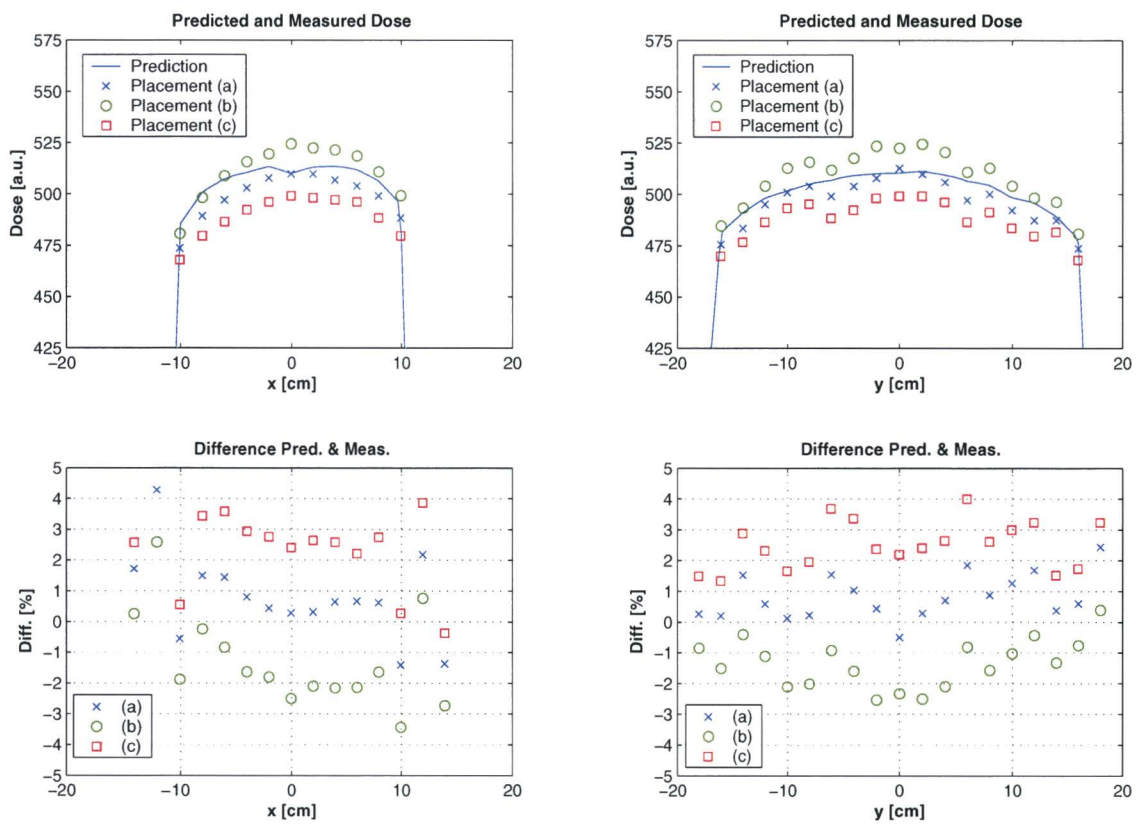 Predicted and Measured Dose
575
550
525
500
475
450
425
Dose [a.u.]
Prediction
Placement (a)
Placement (b)
Placement (c)
−20
−10
0
10
20
x [cm]
Predicted and Measured Dose
575
550
525
500
475
450
425
Dose [a.u.]
Prediction
Placement (a)
Placement (b)
Placement (c)
−20
−10
0
10
20
y [cm]
Difference Pred. & Meas.
5
4
3
2
1
0
−1
−2
−3
−4
−5
Diff. [%]
(a)
(b)
(c)
−20
−10
0
10
20
x [cm]
Difference Pred. & Meas.
5
4
3
2
1
0
−1
−2
−3
−4
−5
Diff. [%]
(a)
(b)
(c)
−20
−10
0
10
20
y [cm]